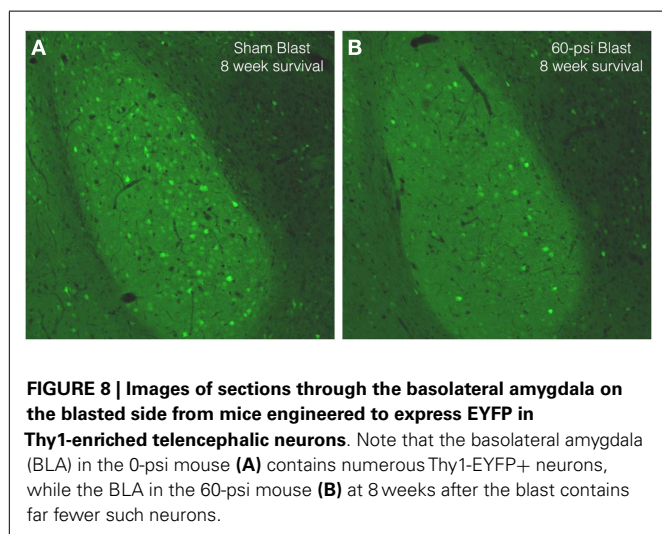 A
Sham Blast
8 week survival
B
60-psi Blast
8 week survival
FIGURE 8 | Images of sections through the basolateral amygdala on
the blasted side from mice engineered to express EYFP in
Thy1-enriched telencephalic neurons. Note that the basolateral amygdala
(BLA) in the 0-psi mouse (A) contains numerous Thy1-EYFP+ neurons,
while the BLA in the 60-psi mouse (B) at 8 weeks after the blast contains
far fewer such neurons.